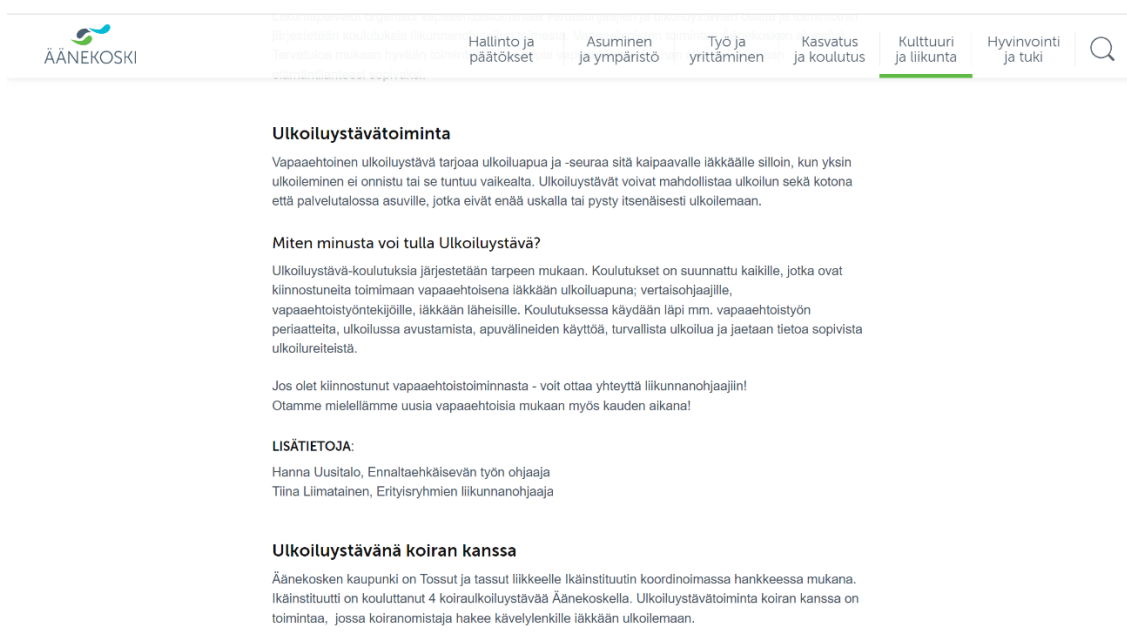 ÄÄNEKOSKI
Hallinto ja päätökset
Asuminen ja ympäristö
Työ ja yrittäminen
Kasvatus ja koulutus
Kulttuuri ja liikunta
Hyvinvointi ja tuki
Ulkoiluystävätoiminta
Vapaaehtoinen ulkoiluystävä tarjoaa ulkoiluapua ja -seuraa sitä kaipaavalle iäkkäälle silloin, kun yksin
ulkoileminen ei onnistu tai se tuntuu vaikealta. Ulkoiluystävät voivat mahdollistaa ulkoilun sekä kotona
että palvelutalossa asuville, jotka eivät enää uskalla tai pysty itsenäisesti ulkoilemaan.
Miten minusta voi tulla Ulkoiluystävä?
Ulkoiluystävä-koulutuksia järjestetään tarpeen mukaan. Koulutukset on suunnattu kaikille, jotka ovat
kiinnostuneita toimimaan vapaaehtoisena iäkkään ulkoiluapuna; vertaisohjaajille,
vapaaehtoistyöntekijöille, iäkkään läheisille. Koulutuksessa käydään läpi mm. vapaaehtoistyön
periaatteita, ulkoilussa avustamista, apuvälineiden käyttöä, turvallista ulkoilua ja jaetaan tietoa sopivista
ulkoilureiteistä.
Jos olet kiinnostunut vapaaehtoistoiminnasta - voit ottaa yhteyttä liikunnanohjaajiin!
Otamme mielellämme uusia vapaaehtoisia mukaan myös kauden aikana!
LISÄTIETOJA:
Hanna Uusitalo, Ennaltaehkäisevän työn ohjaaja
Tiina Liimatainen, Erityisryhmien liikunnanohjaaja
Ulkoiluystävänä koiran kanssa
Äänekosken kaupunki on Tossut ja tassut liikkeelle Ikäinstituutin koordinoimassa hankkeessa mukana.
Ikäinstituutti on kouluttanut 4 koiraulkoiluystävää Äänekoskella. Ulkoiluystävätoiminta koiran kanssa on
toimintaa, jossa koiranomistaja hakee kävelylenkille iäkkään ulkoilemaan.